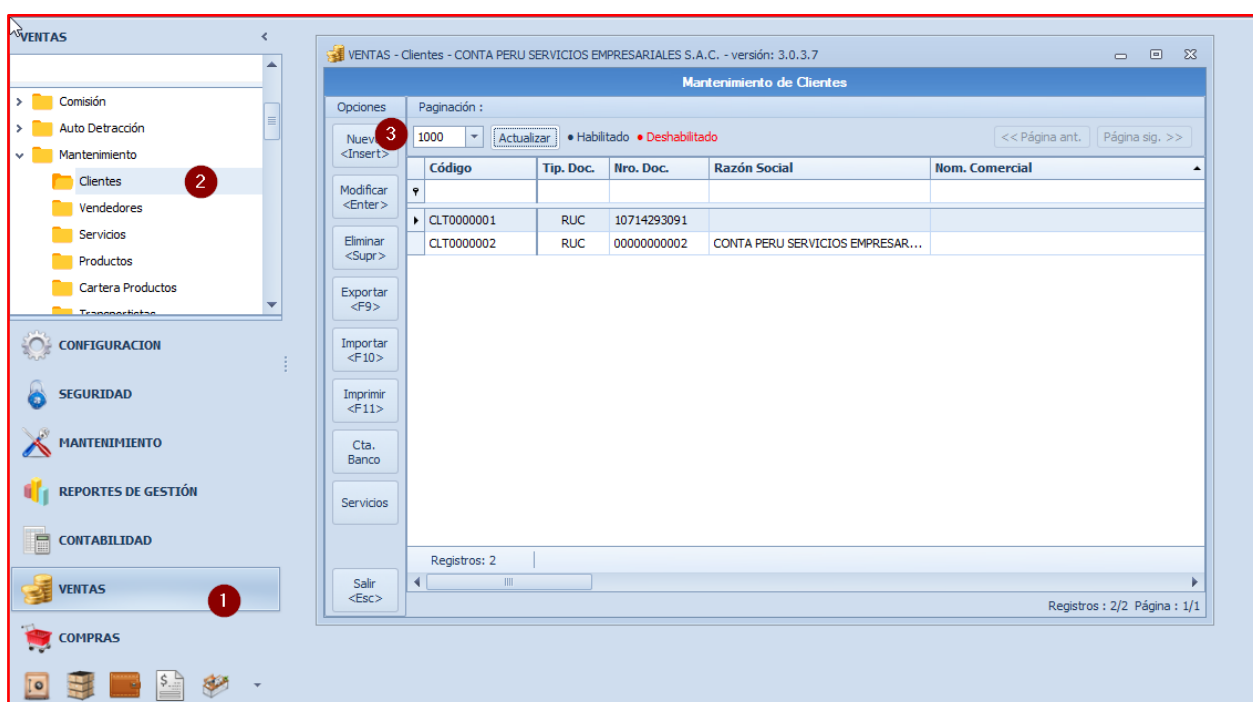 VENTAS
Comisión
Auto Detracción
Mantenimiento
Clientes 2
Vendedores
Servicios
Productos
Cartera Productos
CONFIGURACION
SEGURIDAD
MANTENIMIENTO
REPORTES DE GESTIÓN
CONTABILIDAD
VENTAS 1
COMPRAS
VENTAS - Clientes - CONTA PERU SERVICIOS EMPRESARIALES S.A.C. - versión: 3.0.3.7
Mantenimiento de Clientes
Opciones
Paginación :
3
<Insert>
Modificar
<Enter>
Eliminar
<Supr>
Exportar
<F9>
Importar
<F10>
Imprimir
<F11>
Cta.
Banco
Servicios
Salir
<Esc>
1000 Actualizar • Habilitado • Deshabilitado << Página ant. Página sig. >>
Código Tip. Doc. Nro. Doc. Razón Social Nom. Comercial
CLT0000001 RUC 10714293091
CLT0000002 RUC 00000000002 CONTA PERU SERVICIOS EMPRESAR...
Registros: 2
Registros : 2/2 Página : 1/1